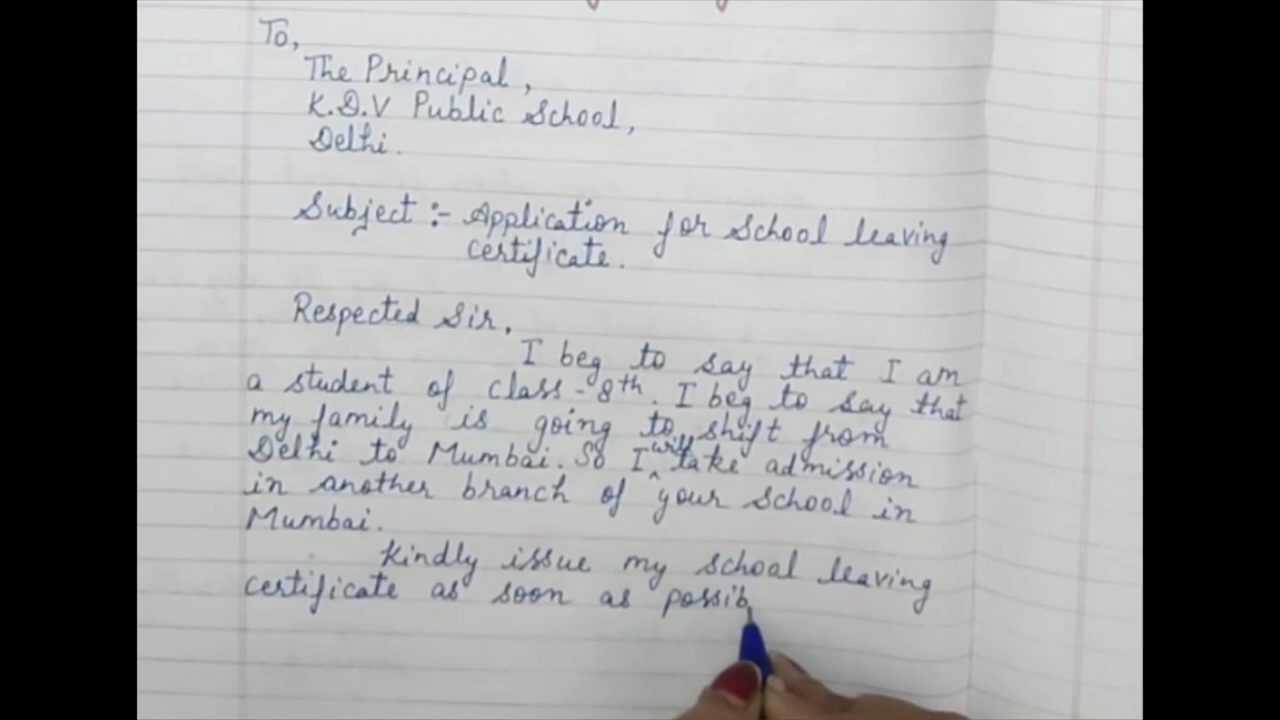 To,
The Principal,
K.D.V Public School,
Delhi.
Subject :- Application for School leaving
certificate.
Respected Sir,
I beg to say that I am
a student of class - 8th. I beg to say that
my family is going to shift from
Delhi to Mumbai. So I will take admission
in another branch of your School in
Mumbai.
Kindly issue my school leaving
certificate as soon as possib